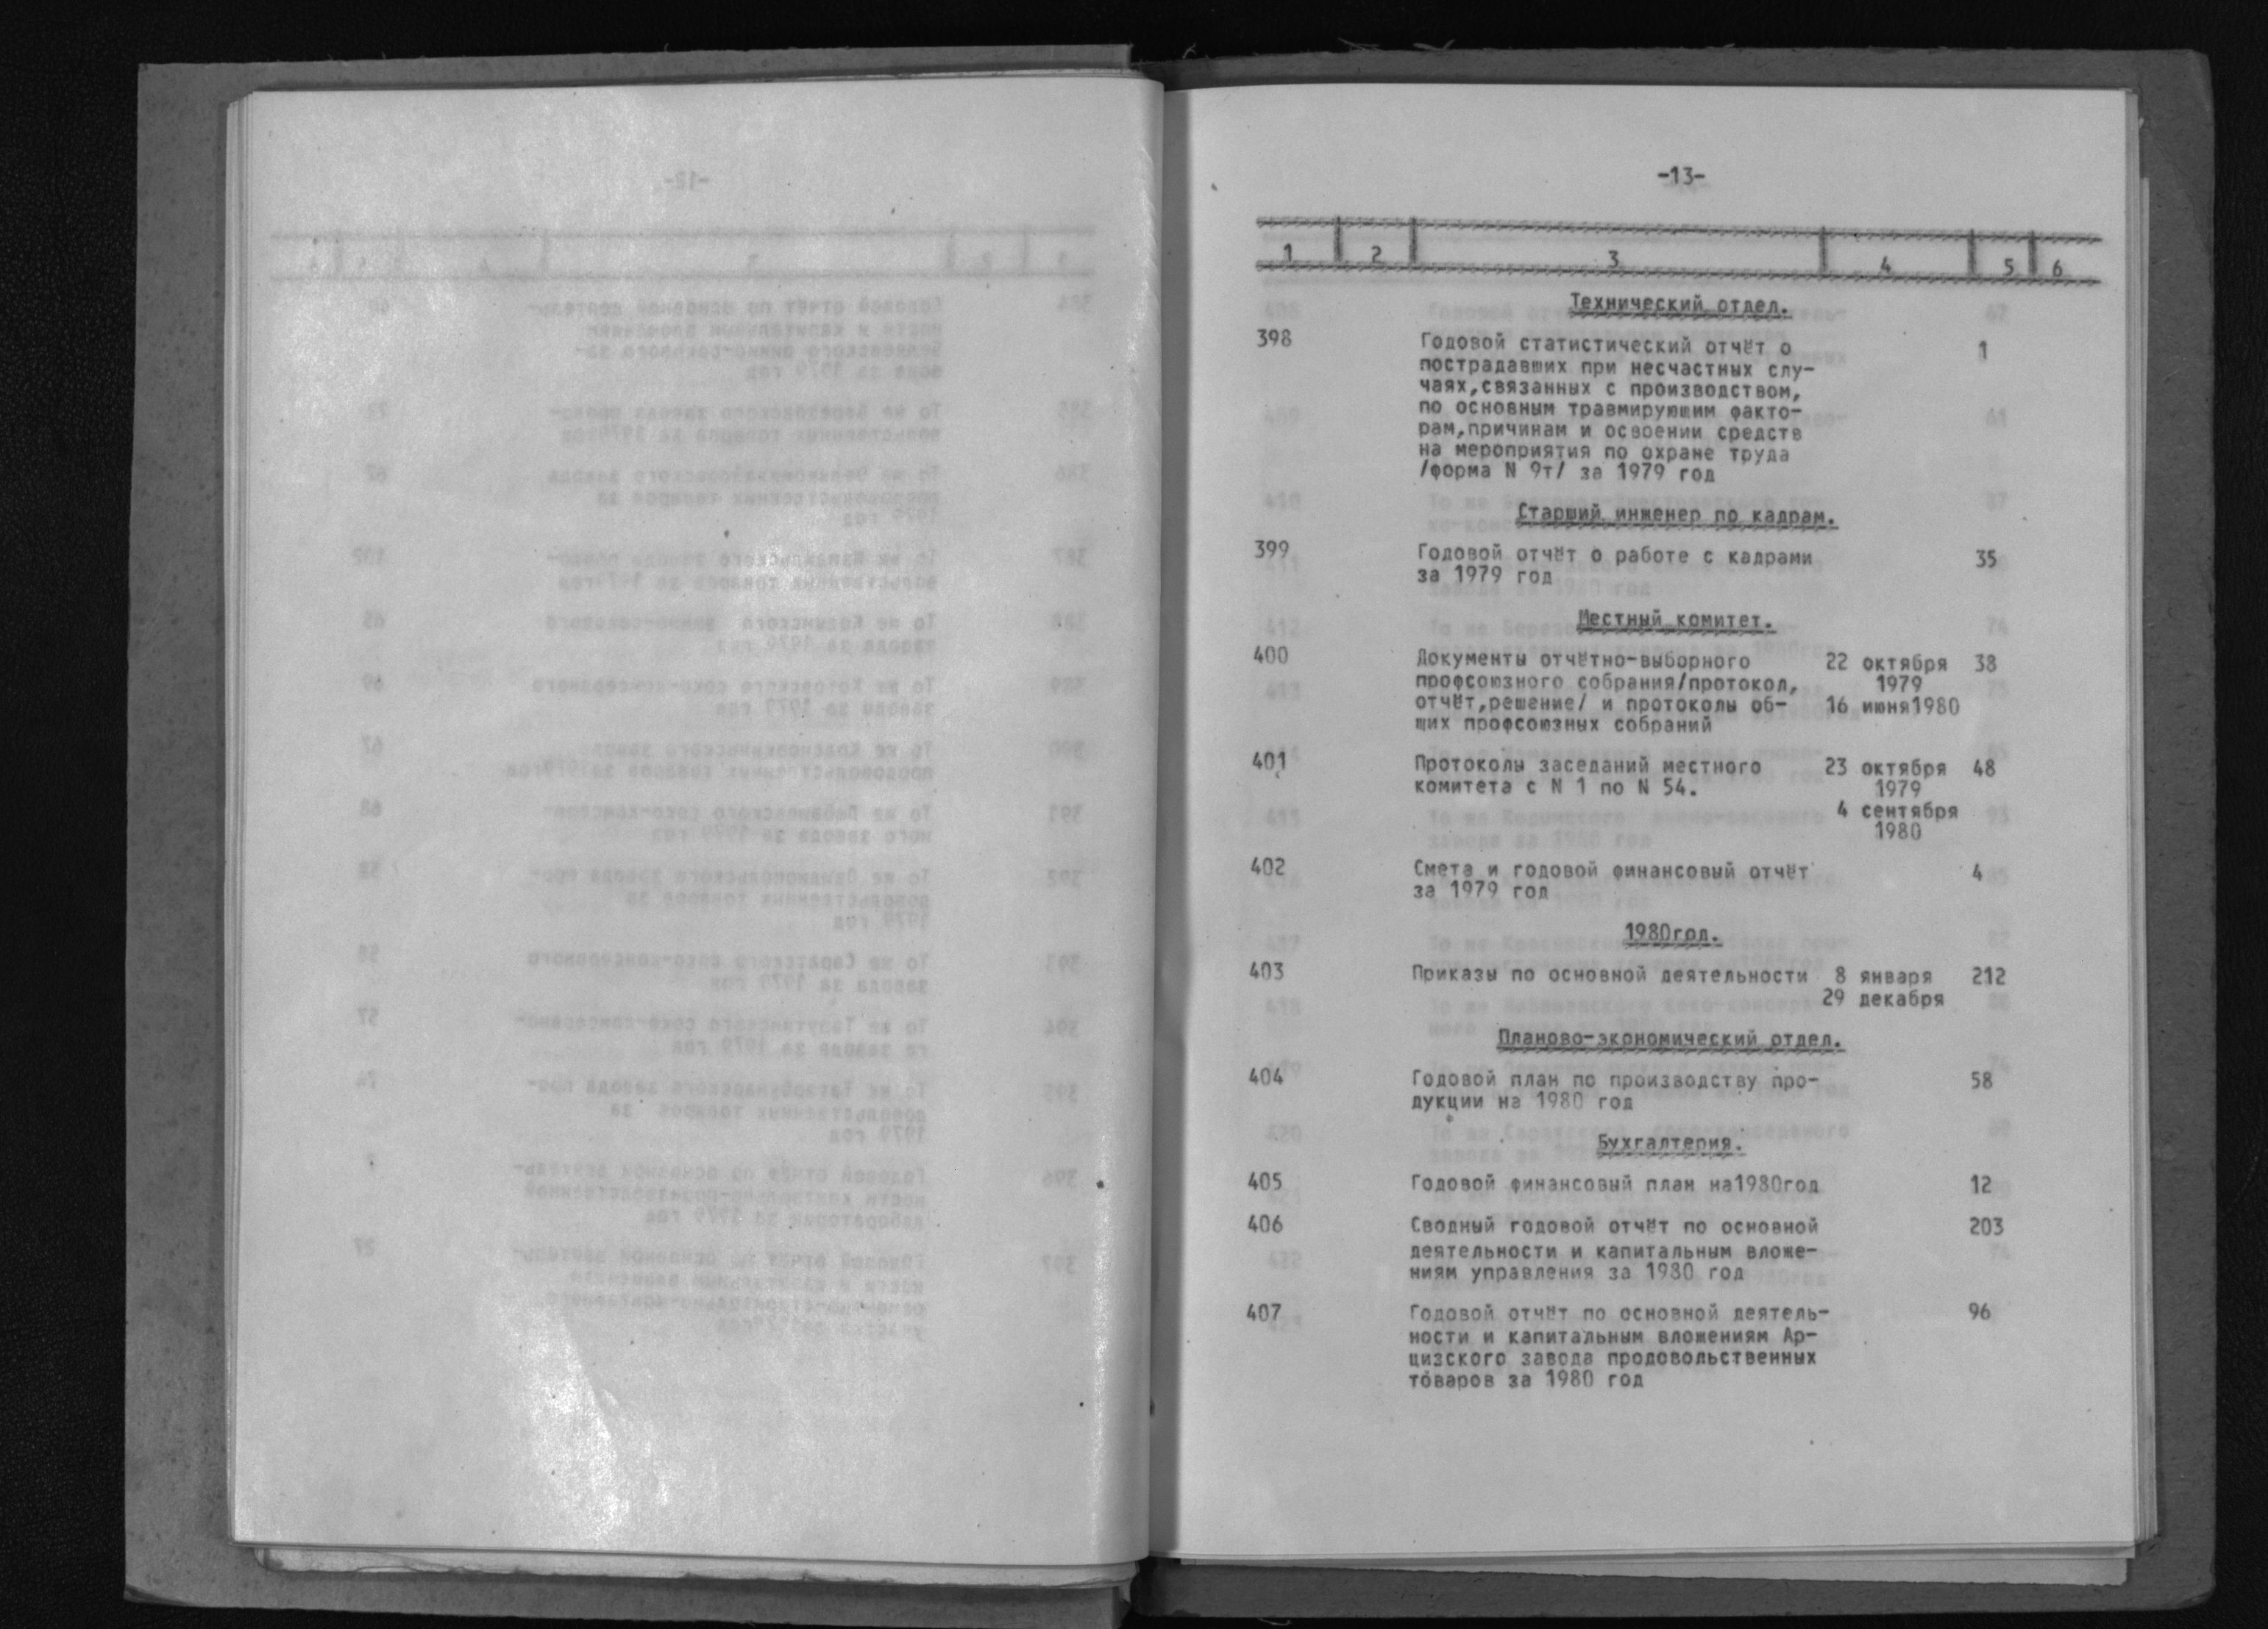 -13-
1 2 3 4 5 6
Технический отдел.
398 Годовой статистический отчёт о 1
пострадавших при несчастных слу-
чаях,связанных с производством,
по основным травмирующим факто-
рам,причинам и освоении средств
на мероприятия по охране труда
/форма N 9т/ за 1979 год
Старший инженер по кадрам.
399 Годовой отчёт о работе с кадрами 35
за 1979 год
Местный комитет.
400 Документы отчётно-выборного 22 октября 38
профсоюзного собрания/протокол, 1979
отчёт,решение/ и протоколы об- 16 июня1980
щих профсоюзных собраний
401 Протоколы заседаний местного 23 октября 48
комитета с N 1 по N 54. 1979
4 сентября
1980
402 Смета и годовой финансовый отчёт 4
за 1979 год
1980год.
403 Приказы по основной деятельности 8 января 212
29 декабря
Планово-экономический отдел.
404 Годовой план по производству про- 58
дукции на 1980 год
Бухгалтерия.
405 Годовой финансовый план на1980год 12
406 Сводный годовой отчёт по основной 203
деятельности и капитальным вложе-
ниям управления за 1980 год
407 Годовой отчёт по основной деятель- 96
ности и капитальным вложениям Ар-
цизского завода продовольственных
товаров за 1980 год